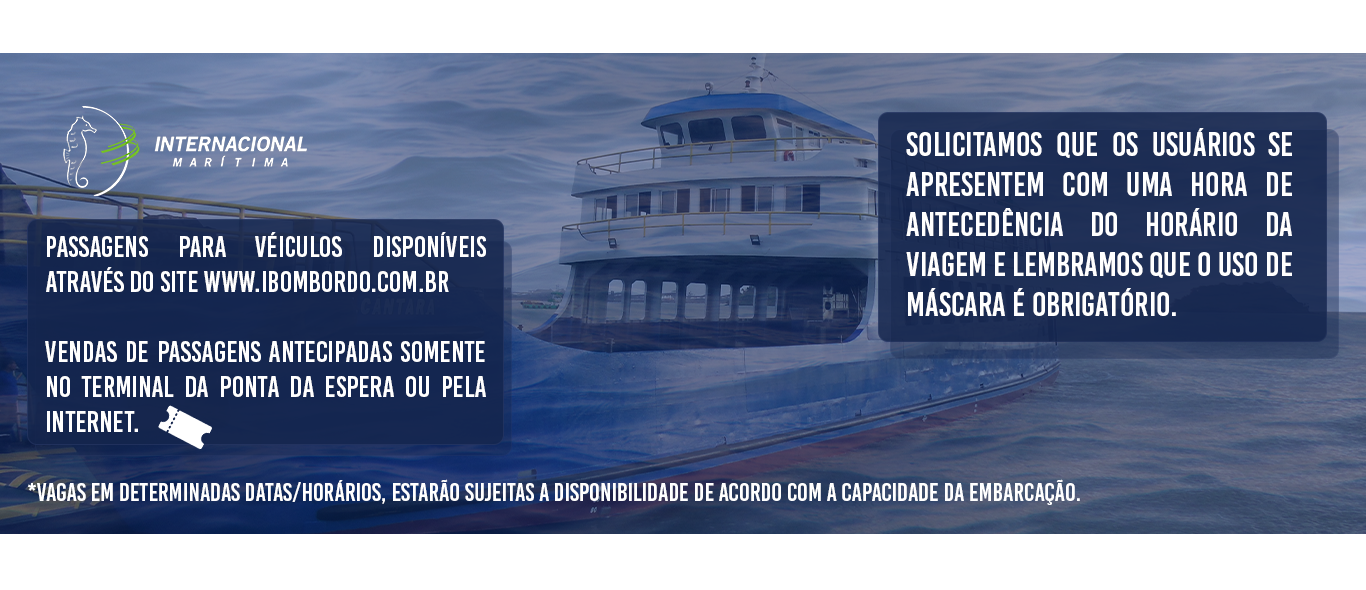 INTERNACIONAL
MARÍTIMA
PASSAGENS PARA VÉICULOS DISPONÍVEIS
ATRAVÉS DO SITE WWW.IBOMBORDO.COM.BR
VENDAS DE PASSAGENS ANTECIPADAS SOMENTE
NO TERMINAL DA PONTA DA ESPERA OU PELA
INTERNET.
SOLICITAMOS QUE OS USUÁRIOS SE
APRESENTEM COM UMA HORA DE
ANTECEDÊNCIA DO HORÁRIO DA
VIAGEM E LEMBRAMOS QUE O USO DE
MÁSCARA É OBRIGATÓRIO.
*VAGAS EM DETERMINADAS DATAS/HORÁRIOS, ESTARÃO SUJEITAS A DISPONIBILIDADE DE ACORDO COM A CAPACIDADE DA EMBARCAÇÃO.